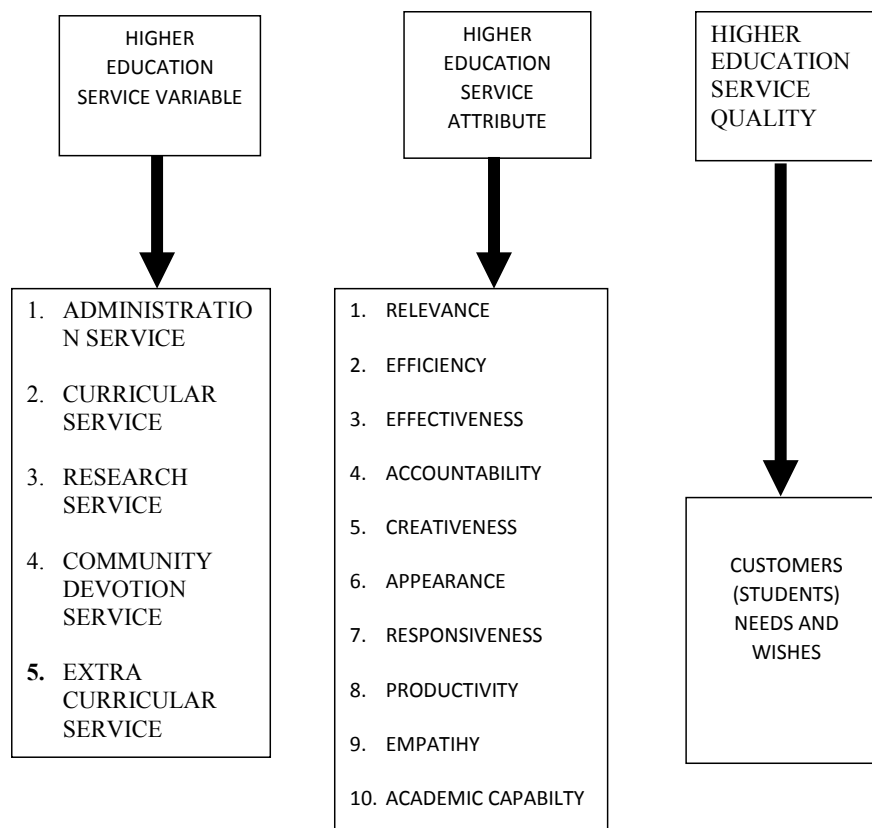 HIGHER
EDUCATION
SERVICE VARIABLE
1. ADMINISTRATIO
N SERVICE
2. CURRICULAR
SERVICE
3. RESEARCH
SERVICE
4. COMMUNITY
DEVOTION
SERVICE
5. EXTRA
CURRICULAR
SERVICE
HIGHER
EDUCATION
SERVICE
ATTRIBUTE
1. RELEVANCE
2. EFFICIENCY
3. EFFECTIVENESS
4. ACCOUNTABILITY
5. CREATIVENESS
6. APPEARANCE
7. RESPONSIVENESS
8. PRODUCTIVITY
9. EMPATIHY
10. ACADEMIC CAPABILTY
HIGHER
EDUCATION
SERVICE
QUALITY
CUSTOMERS
(STUDENTS)
NEEDS AND
WISHES